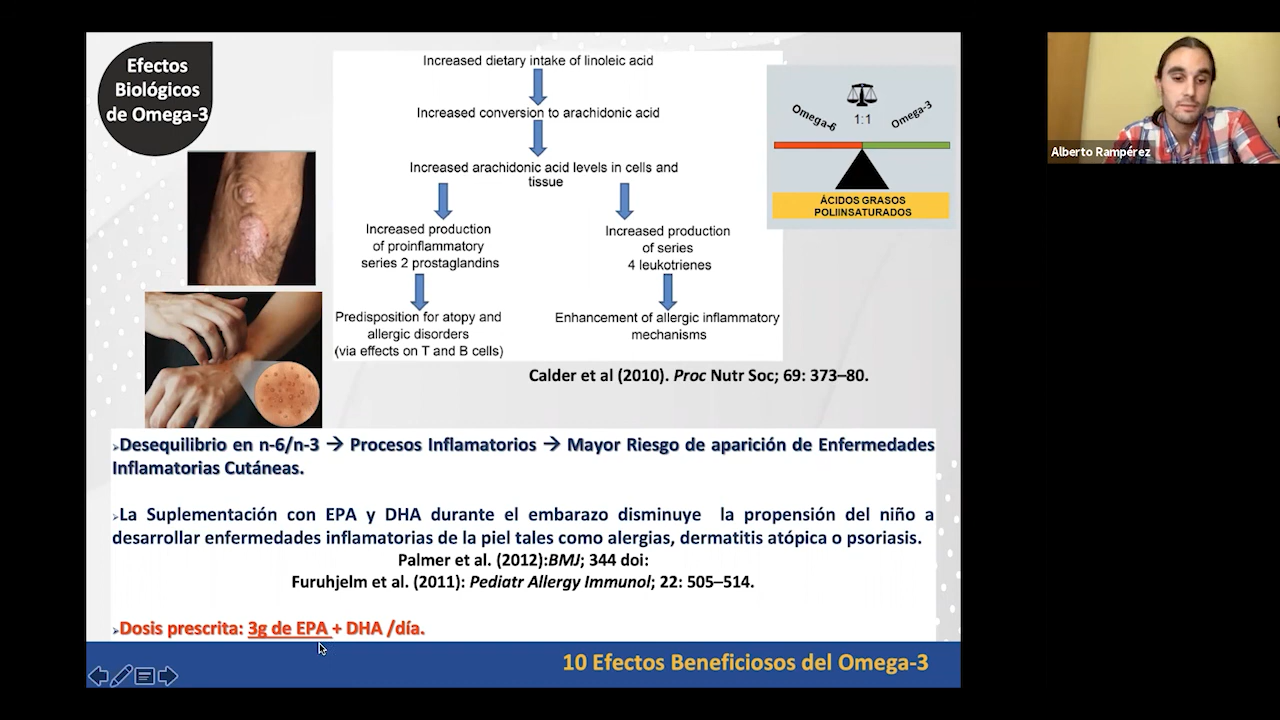 Efectos
Biológicos
de Omega-3
Increased dietary intake of linoleic acid
Increased conversion to arachidonic acid
Increased arachidonic acid levels in cells and
tissue
Increased production
of proinflammatory
series 2 prostaglandins
Increased production
of series
4 leukotrienes
Predisposition for atopy and
allergic disorders
(via effects on T and B cells)
Enhancement of allergic inflammatory
mechanisms
Omega-6
1:1
Omega-3
ÁCIDOS GRASOS
POLIINSATURADOS
Alberto Rampérez
Calder et al (2010). Proc Nutr Soc; 69: 373–80.
➢Desequilibrio en n-6/n-3 → Procesos Inflamatorios → Mayor Riesgo de aparición de Enfermedades
Inflamatorias Cutáneas.
➢La Suplementación con EPA y DHA durante el embarazo disminuye la propensión del niño a
desarrollar enfermedades inflamatorias de la piel tales como alergias, dermatitis atópica o psoriasis.
Palmer et al. (2012):BMJ; 344 doi:
Furuhjelm et al. (2011): Pediatr Allergy Immunol; 22: 505–514.
➢Dosis prescrita: 3g de EPA + DHA /día.
10 Efectos Beneficiosos del Omega-3